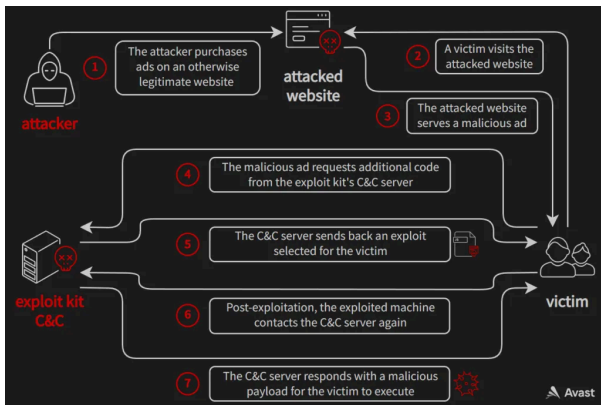 1
The attacker purchases
ads on an otherwise
legitimate website
attacker
attacked
website
2
A victim visits the
attacked website
3
The attacked website
serves a malicious ad
4
The malicious ad requests additional code
from the exploit kit's C&C server
5
The C&C server sends back an exploit
selected for the victim
exploit kit
C&C
victim
6
Post-exploitation, the exploited machine
contacts the C&C server again
7
The C&C server responds with a malicious
payload for the victim to execute
Avast